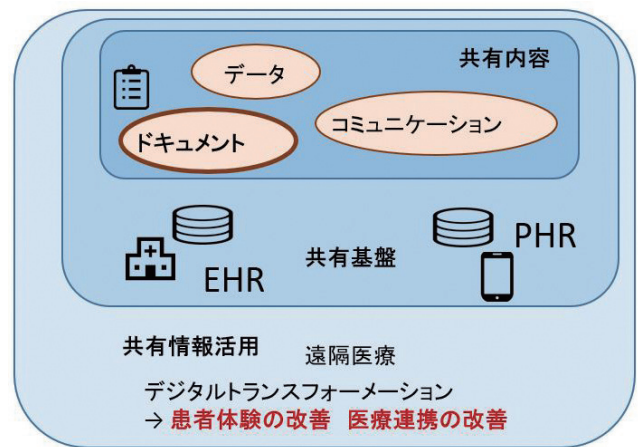 共有内容
データ
コミュニケーション
ドキュメント
PHR
EHR
共有基盤
共有情報活用
遠隔医療
デジタルトランスフォーメーション
→ 患者体験の改善 医療連携の改善